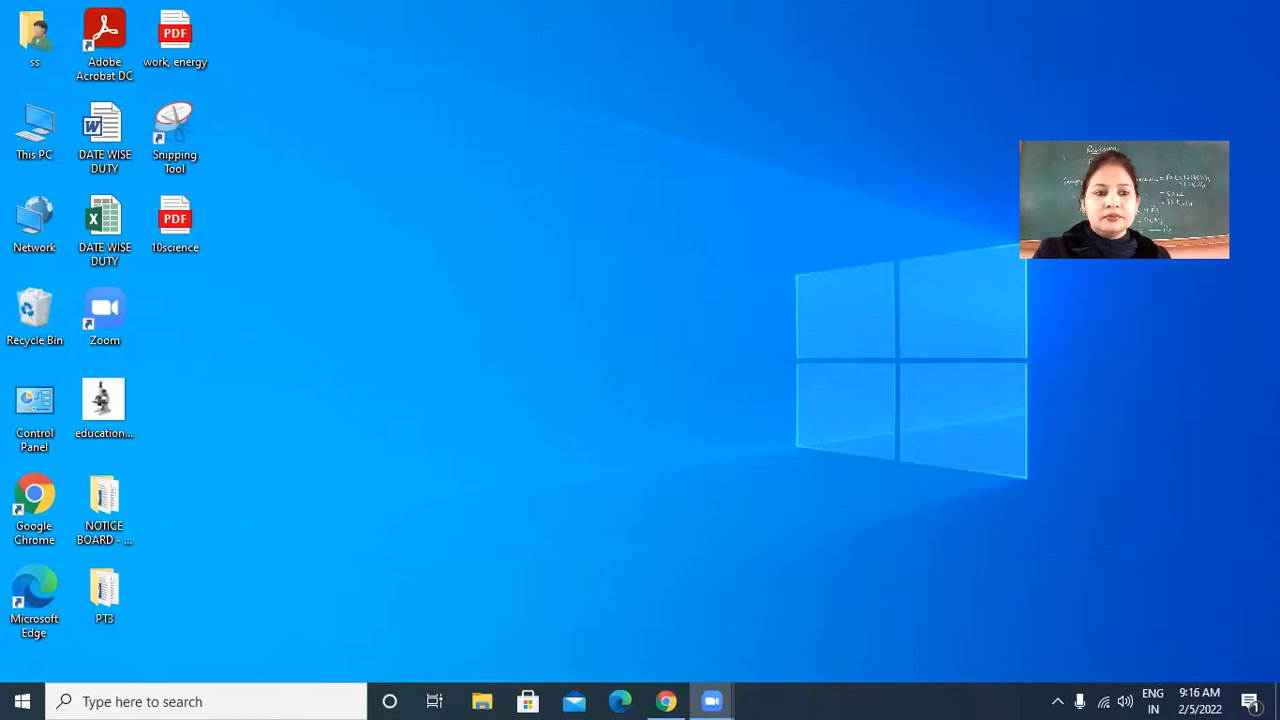 ss
Adobe
Acrobat DC
PDF
work, energy
This PC
DATE WISE
DUTY
Snipping
Tool
Network
DATE WISE
DUTY
PDF
10science
Recycle Bin
Zoom
Control
Panel
education...
Google
Chrome
NOTICE
BOARD - ...
Microsoft
Edge
PT3
Type here to search
ENG
IN
9:16 AM
2/5/2022
1